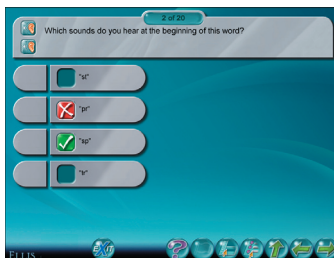 2 of 20
Which sounds do you hear at the beginning of this word?
"st"
"pr"
"sp"
"tr"
EXIT
?
ELLIS